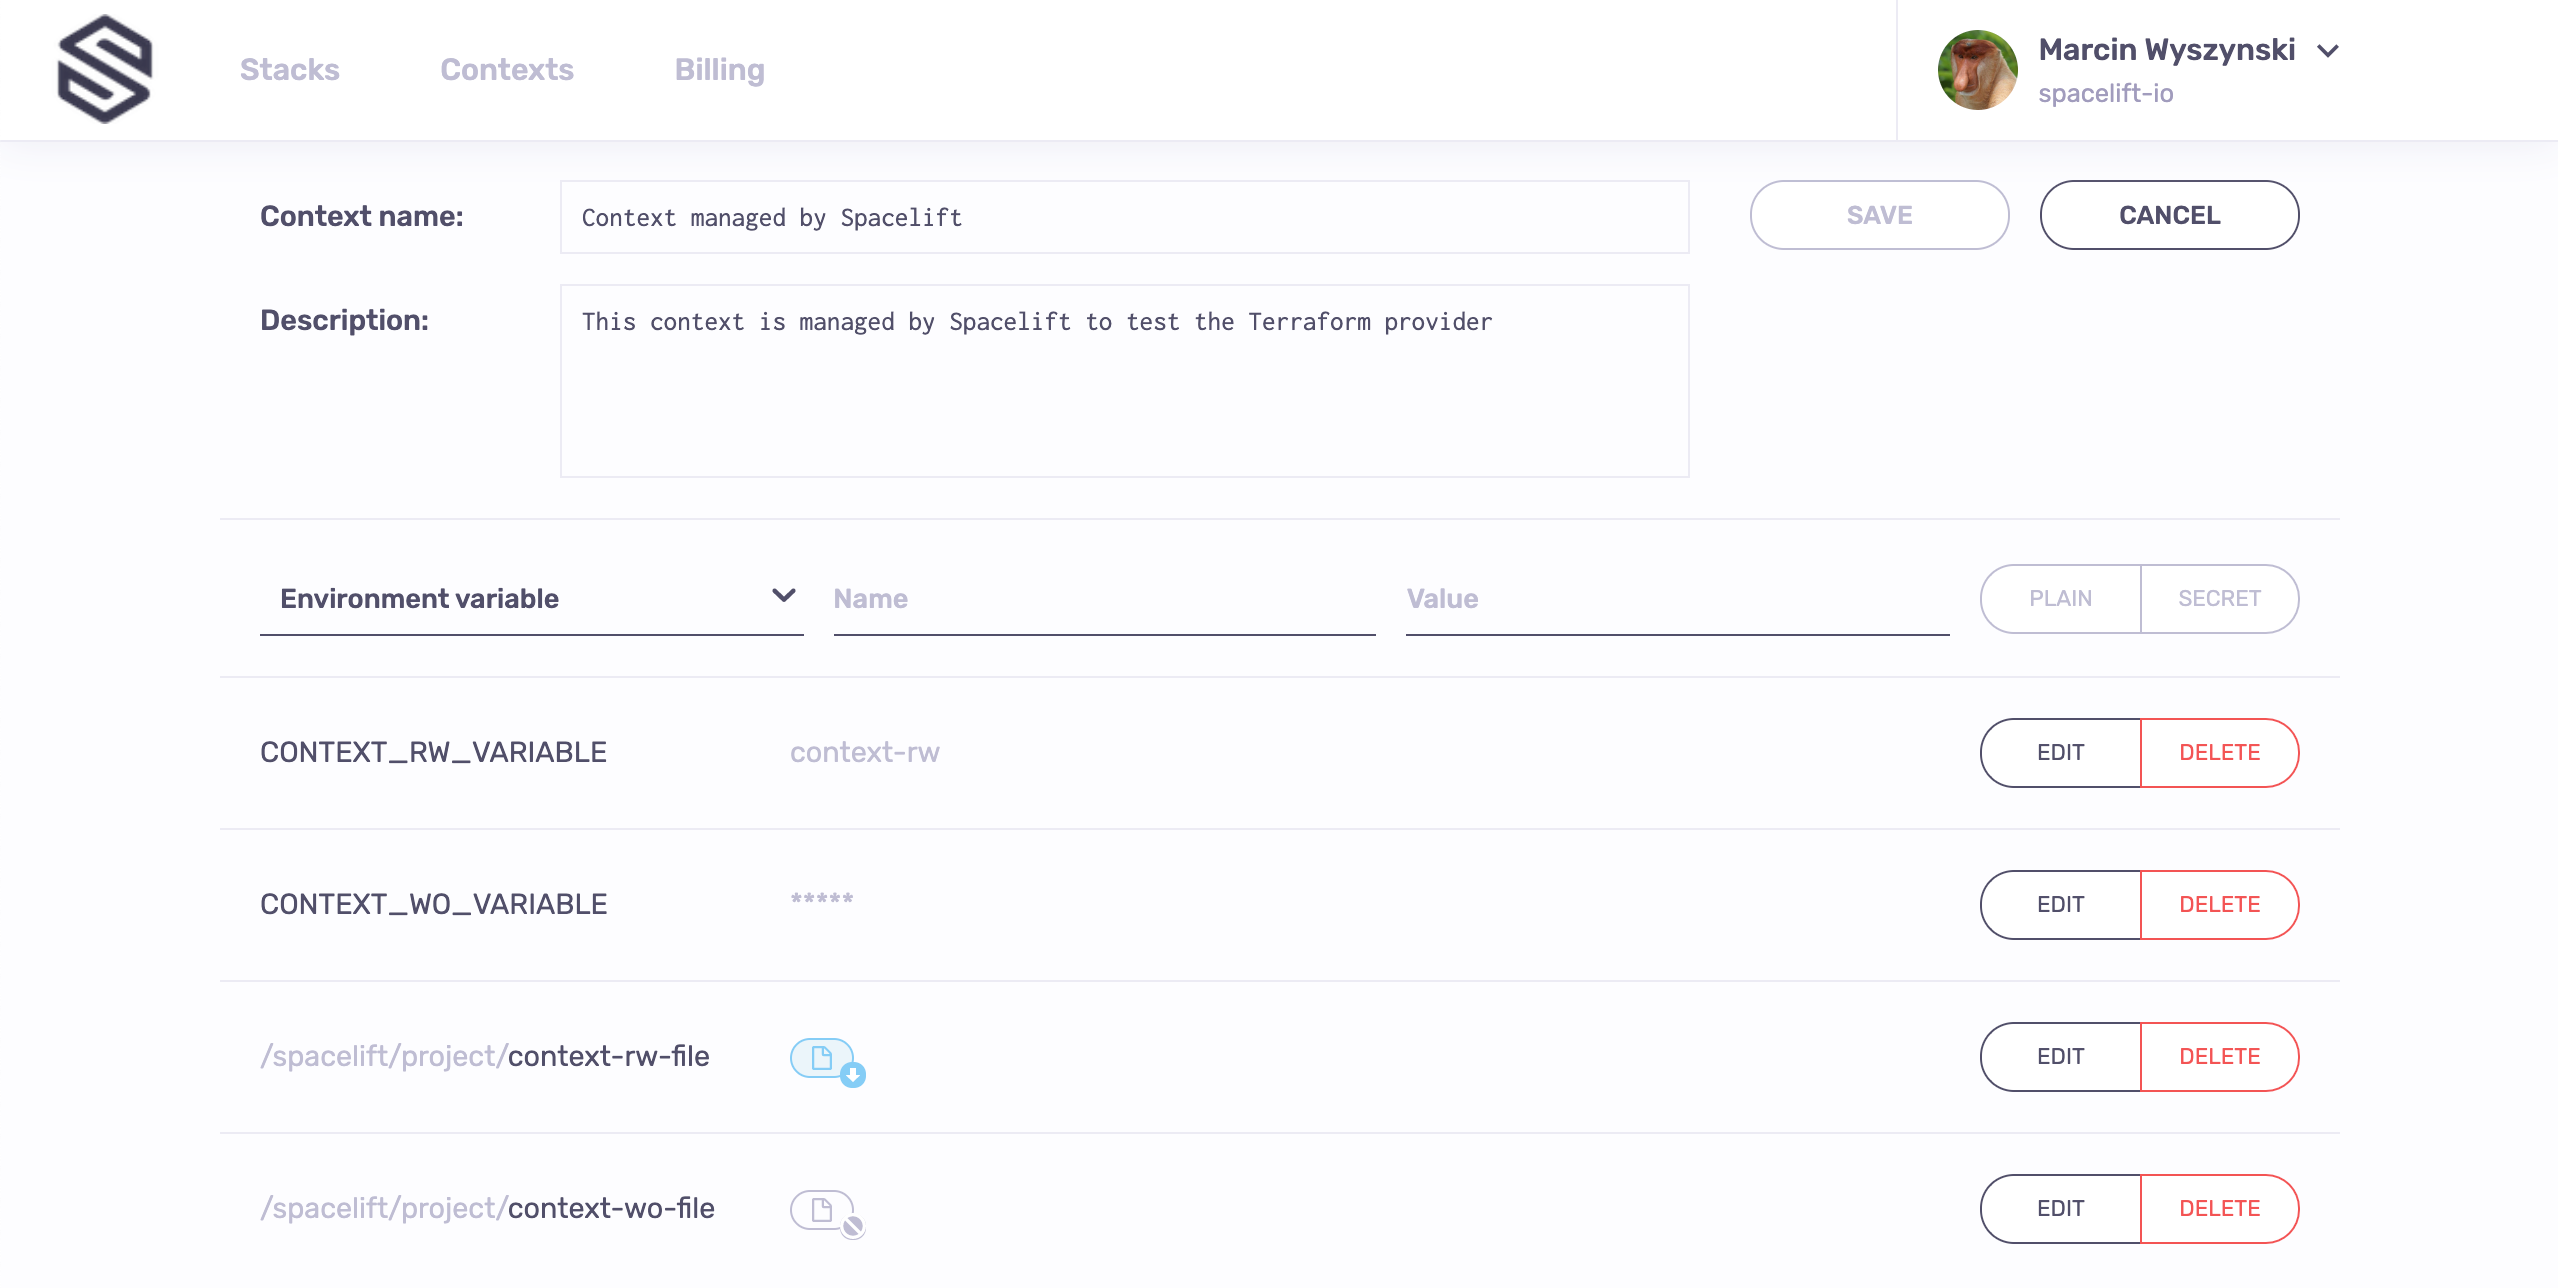 Stacks Contexts Billing
Marcin Wyszynski
spacelift-io
Context name: Context managed by Spacelift SAVE CANCEL
Description: This context is managed by Spacelift to test the Terraform provider
Environment variable Name Value PLAIN SECRET
CONTEXT_RW_VARIABLE context-rw EDIT DELETE
CONTEXT_WO_VARIABLE ***** EDIT DELETE
/spacelift/project/context-rw-file EDIT DELETE
/spacelift/project/context-wo-file EDIT DELETE